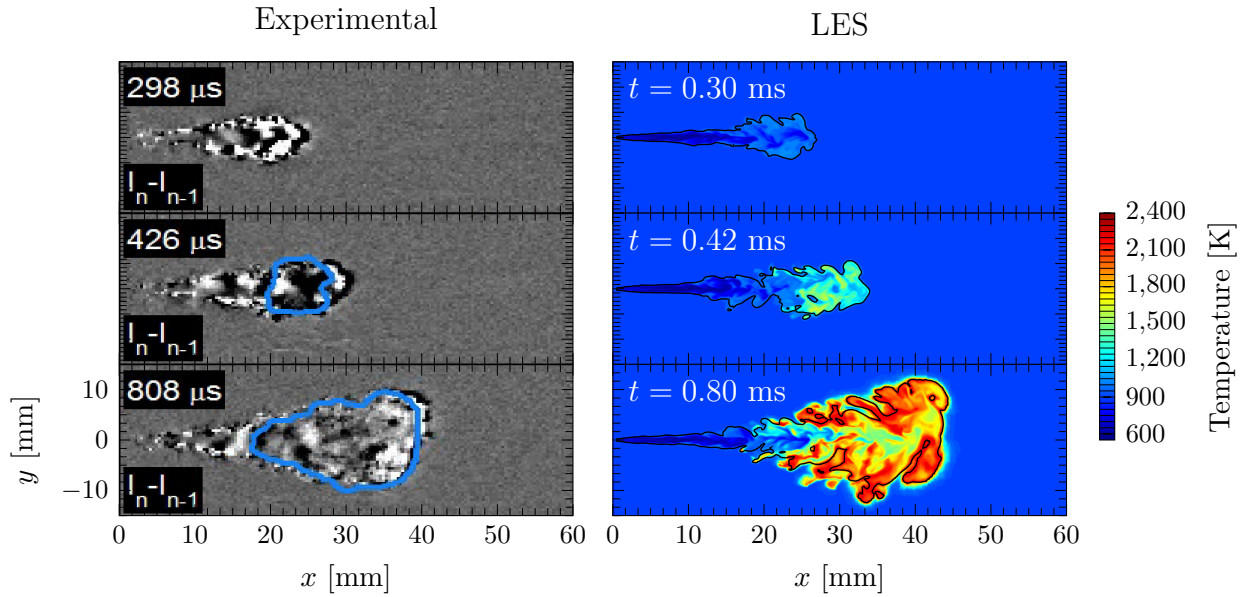 Experimental
LES
298 μs
Iₙ-Iₙ₋₁
t = 0.30 ms
426 μs
Iₙ-Iₙ₋₁
t = 0.42 ms
808 μs
Iₙ-Iₙ₋₁
t = 0.80 ms
10
0
−10
y [mm]
0 10 20 30 40 50 60
x [mm]
0 10 20 30 40 50 60
x [mm]
2,400
2,100
1,800
1,500
1,200
900
600
Temperature [K]